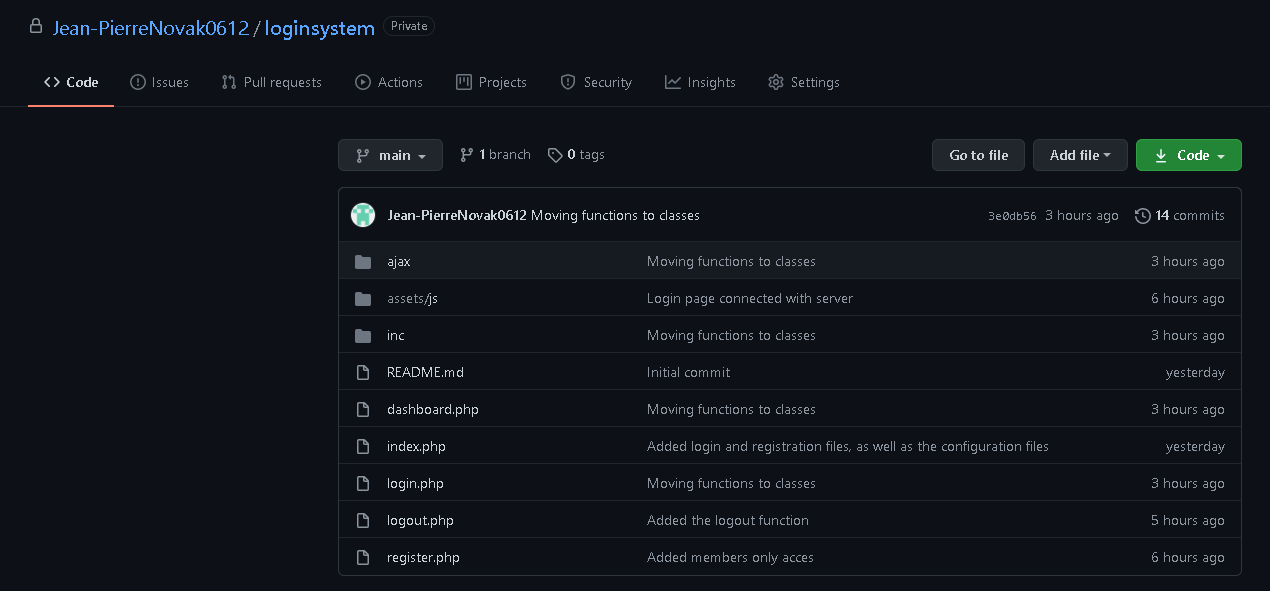 Jean-PierreNovak0612 / loginsystem Private
Code Issues Pull requests Actions Projects Security Insights Settings
main 1 branch 0 tags Go to file Add file Code
Jean-PierreNovak0612 Moving functions to classes 3e0db56 3 hours ago 14 commits
ajax Moving functions to classes 3 hours ago
assets/js Login page connected with server 6 hours ago
inc Moving functions to classes 3 hours ago
README.md Initial commit yesterday
dashboard.php Moving functions to classes 3 hours ago
index.php Added login and registration files, as well as the configuration files yesterday
login.php Moving functions to classes 3 hours ago
logout.php Added the logout function 5 hours ago
register.php Added members only acces 6 hours ago